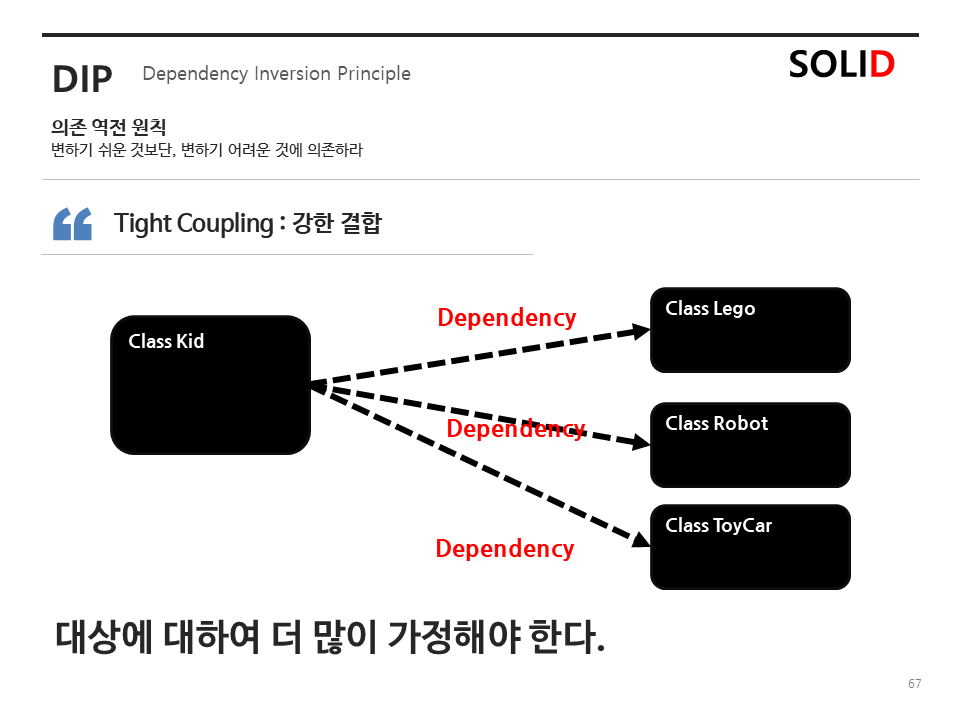 DIP
Dependency Inversion Principle
SOLID
의존 역전 원칙
변하기 쉬운 것보단, 변하기 어려운 것에 의존하라
Tight Coupling : 강한 결합
Class Kid
Dependency
Class Lego
Dependency
Class Robot
Dependency
Class ToyCar
대상에 대하여 더 많이 가정해야 한다.
67